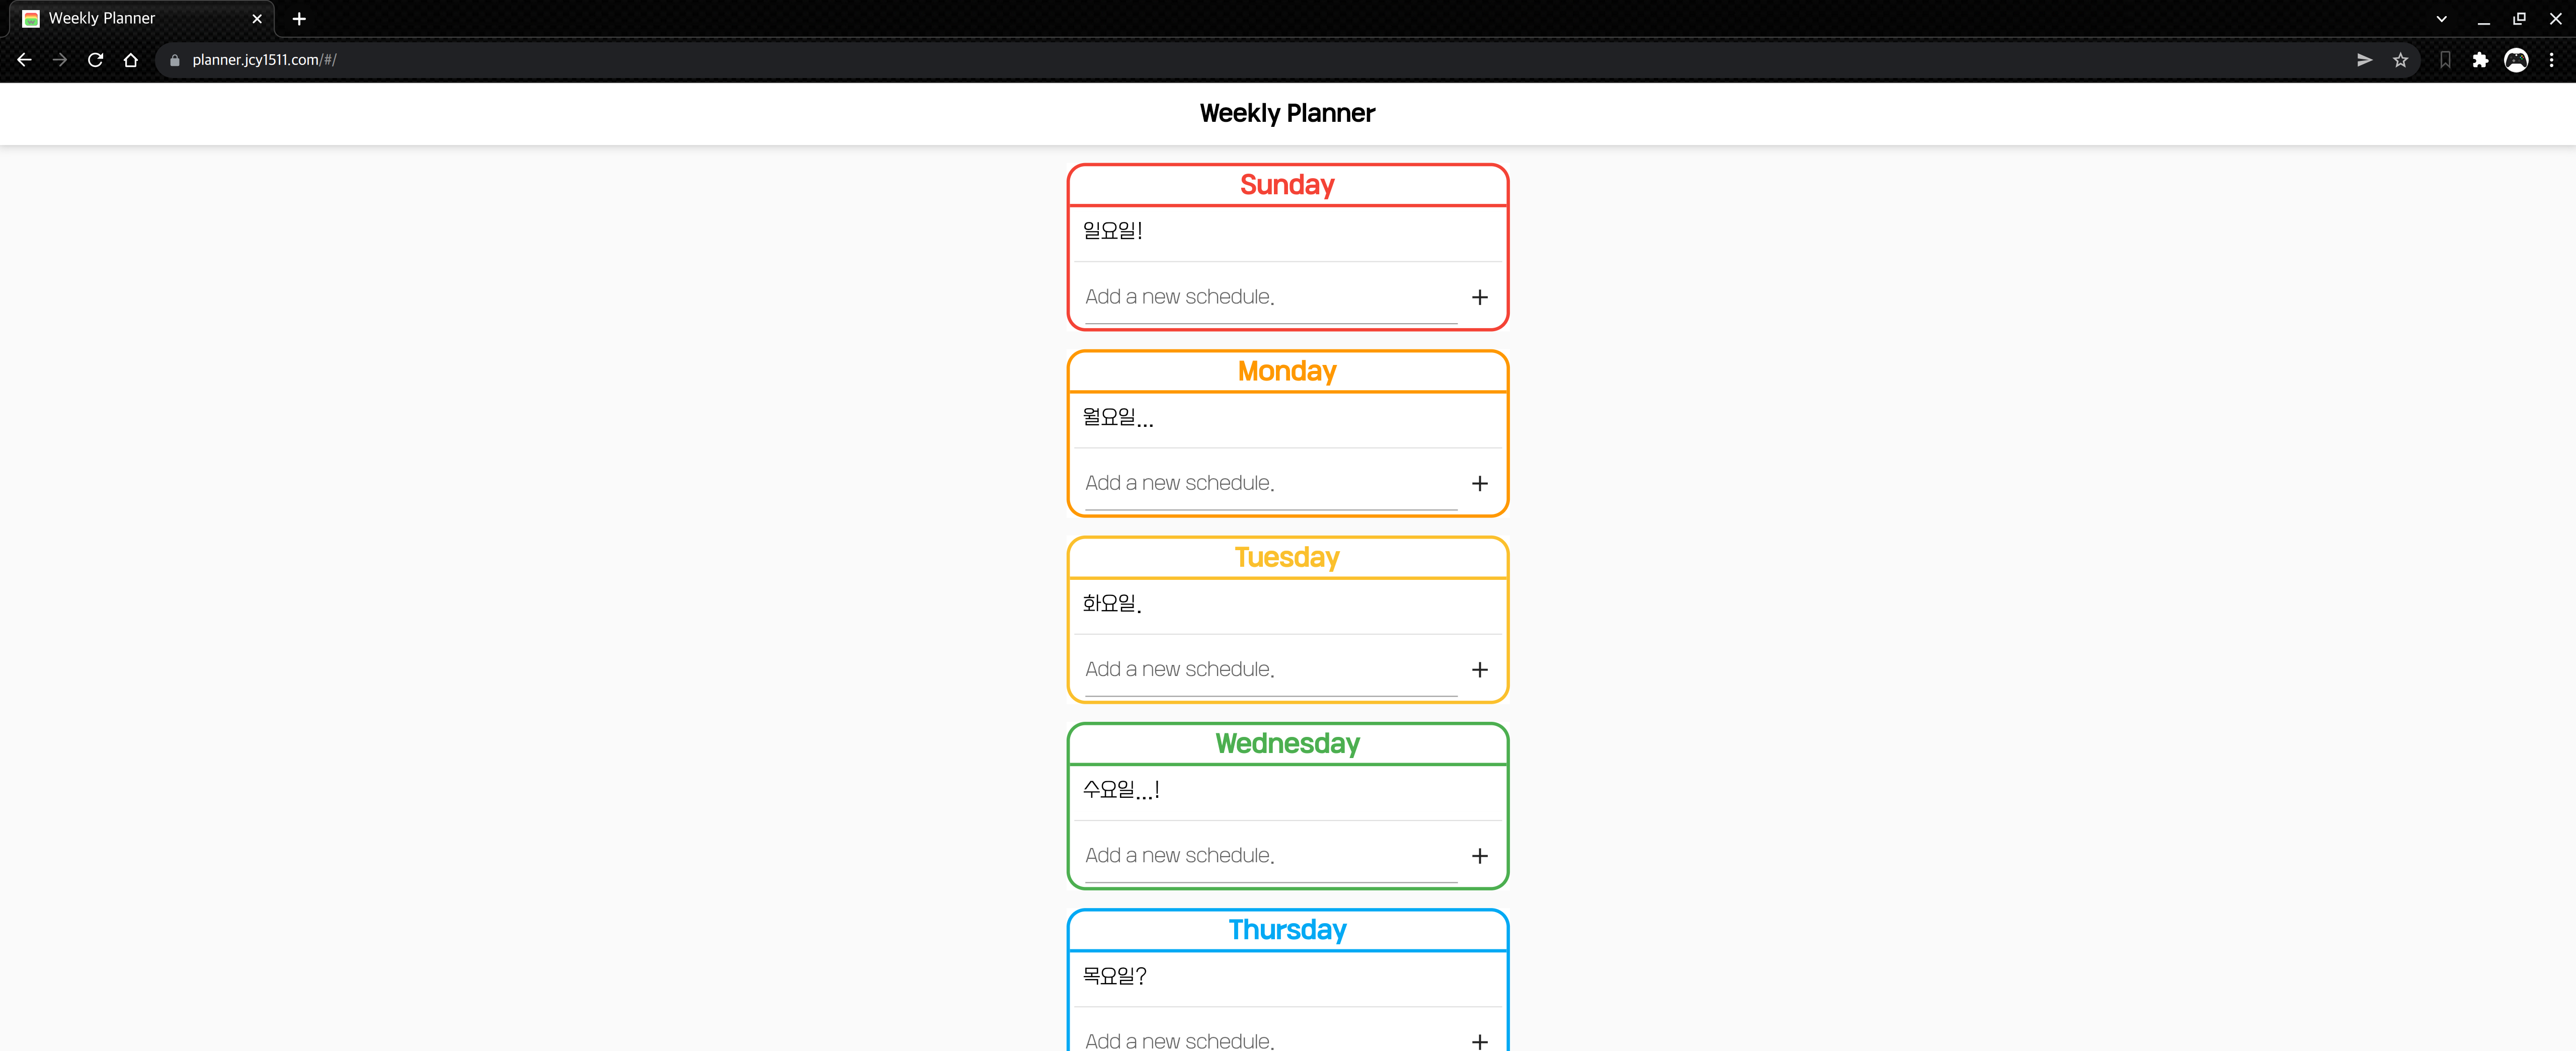 Weekly Planner
planner.jcy1511.com/#/
Weekly Planner
Sunday
일요일!
Add a new schedule.
Monday
월요일...
Add a new schedule.
Tuesday
화요일.
Add a new schedule.
Wednesday
수요일...!
Add a new schedule.
Thursday
목요일?
Add a new schedule.